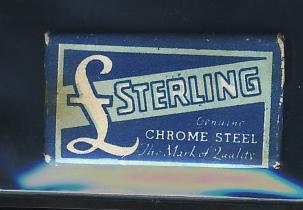 £ STERLING
Genuine
CHROME STEEL
The Mark of Quality